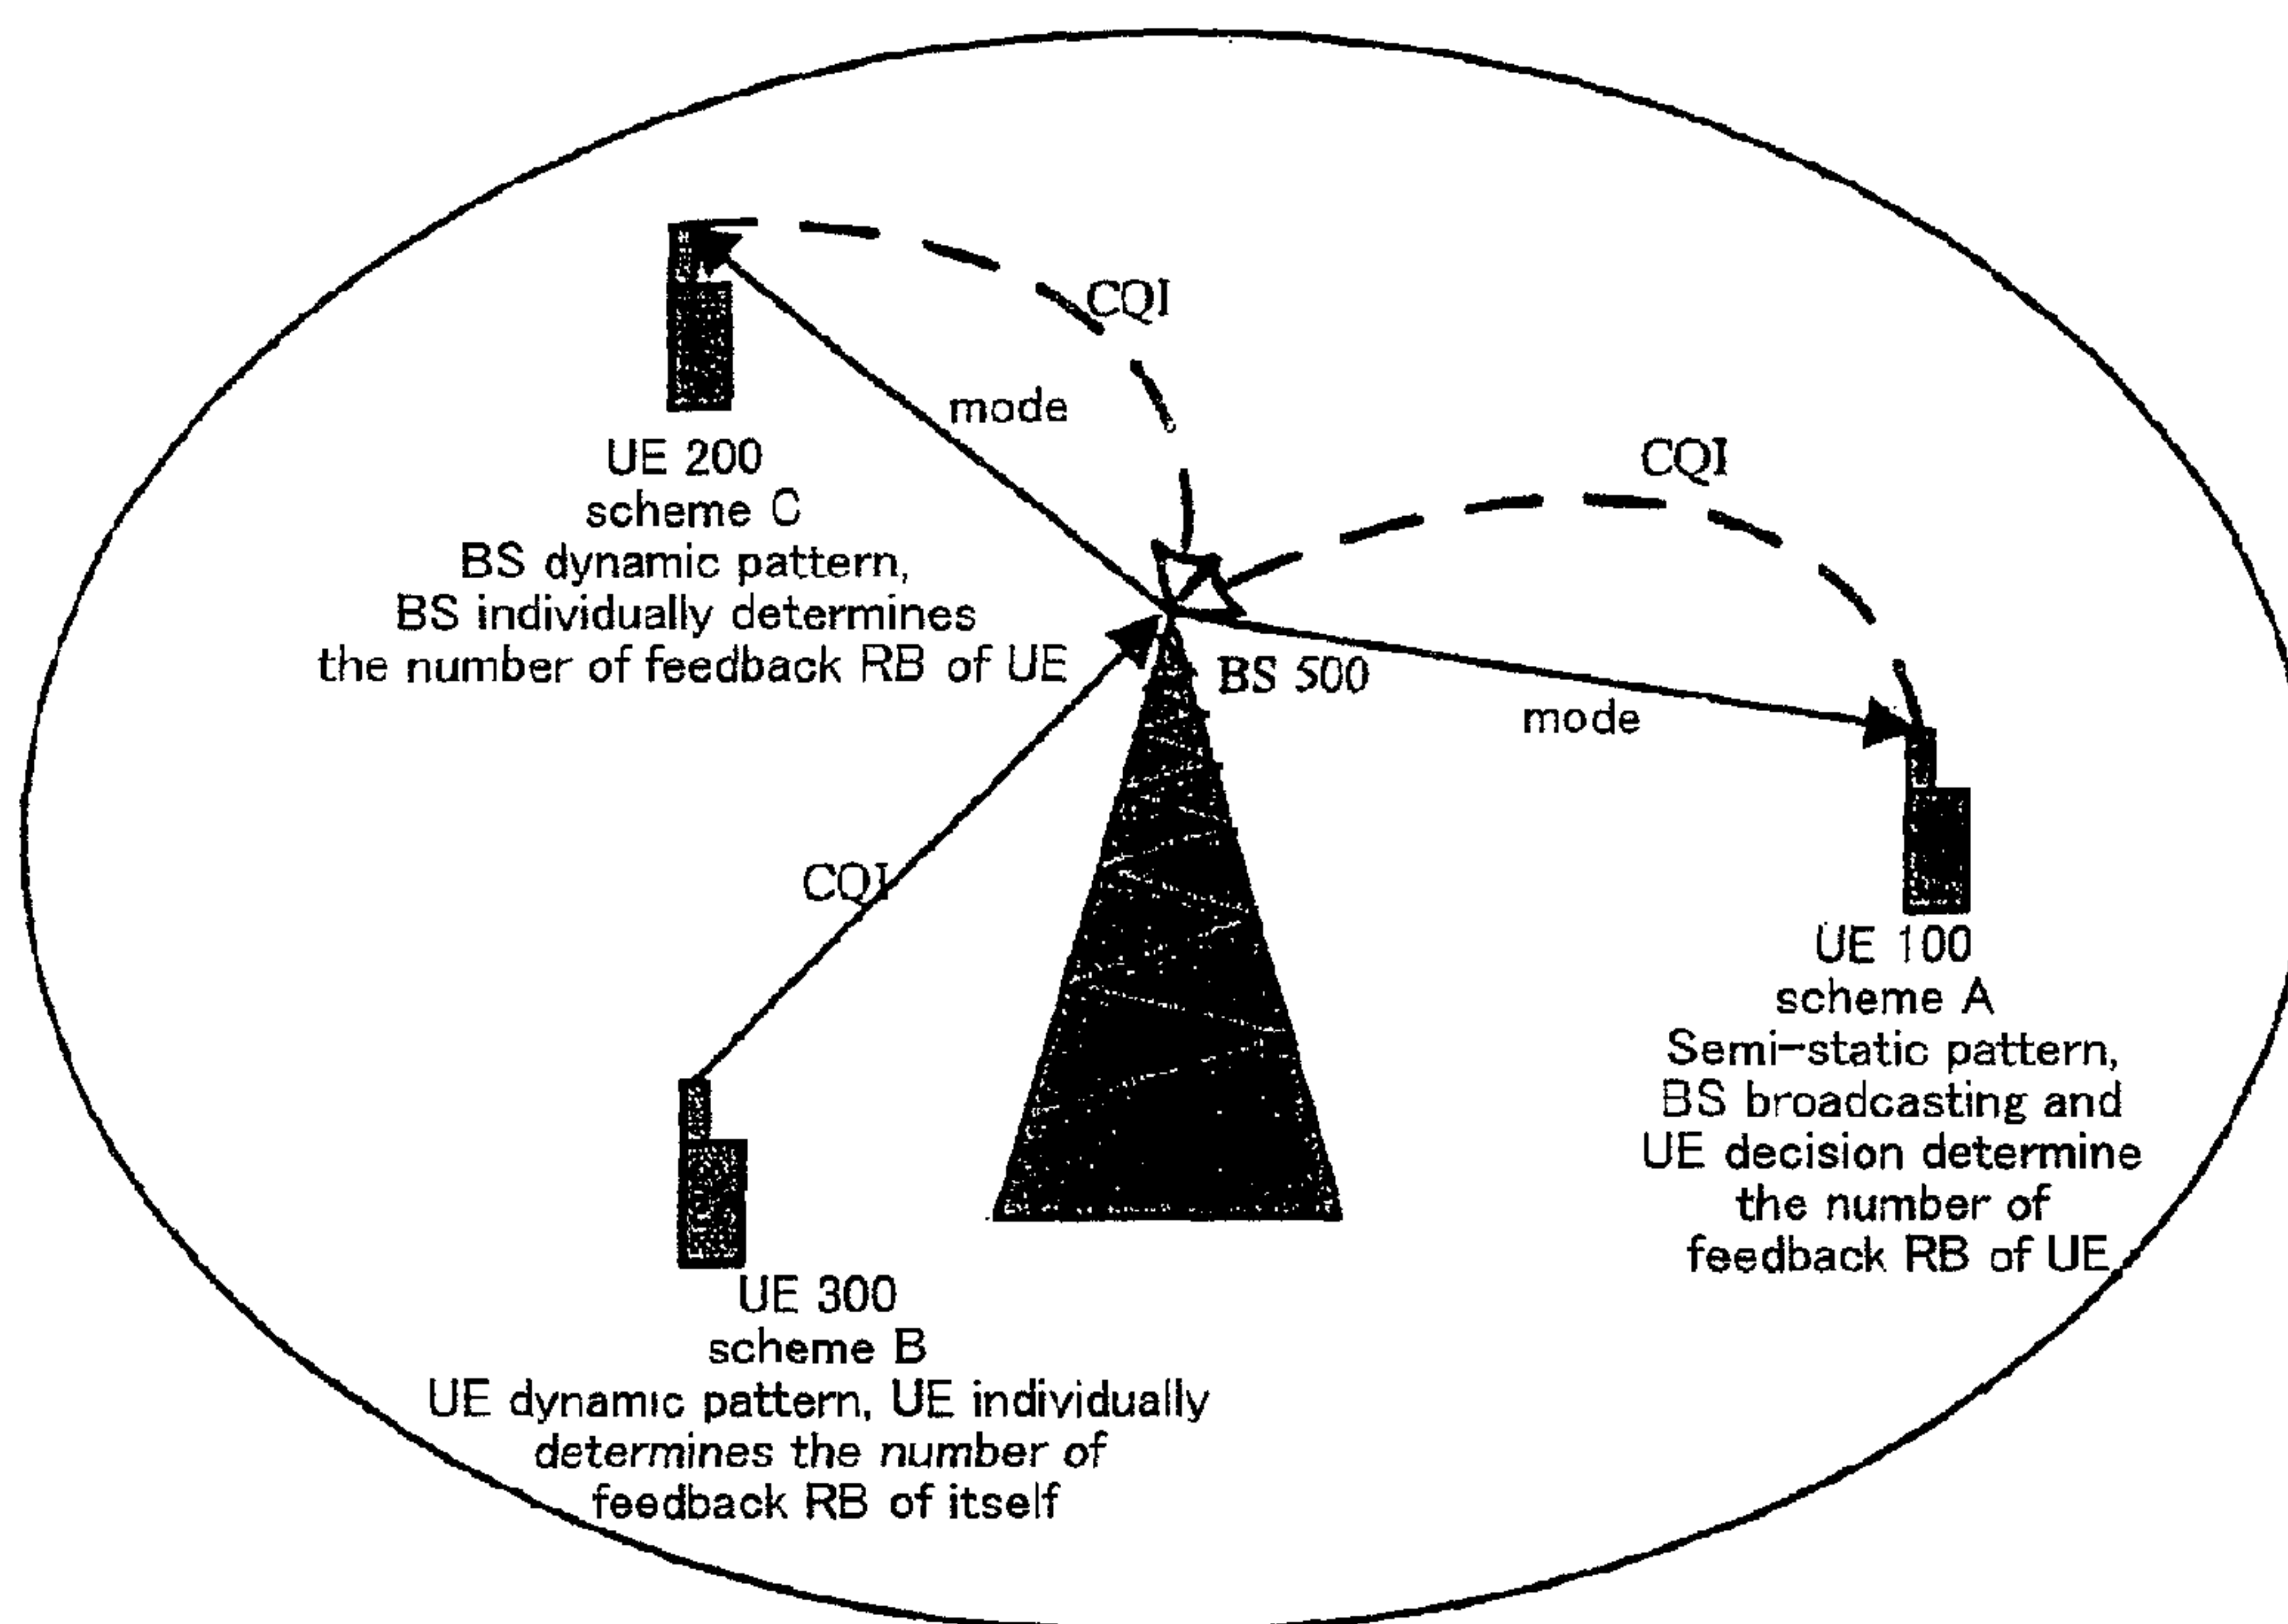 CQI
mode
UE 200
scheme C
BS dynamic pattern,
BS individually determines
the number of feedback RB of UE
CQI
BS 500
mode
CQI
UE 100
scheme A
Semi-static pattern,
BS broadcasting and
UE decision determine
the number of
feedback RB of UE
UE 300
scheme B
UE dynamic pattern, UE individually
determines the number of
feedback RB of itself